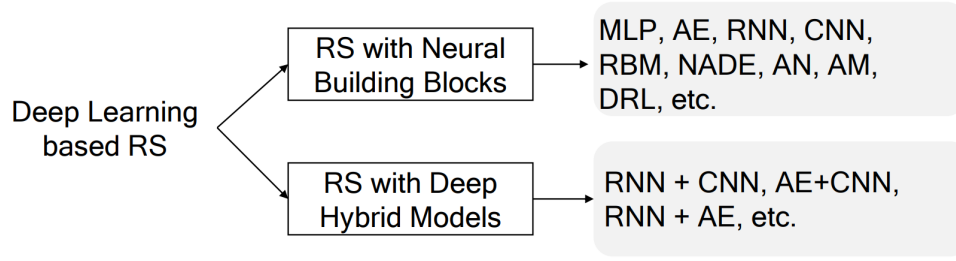 Deep Learning
based RS
RS with Neural
Building Blocks
MLP, AE, RNN, CNN,
RBM, NADE, AN, AM,
DRL, etc.
RS with Deep
Hybrid Models
RNN + CNN, AE+CNN,
RNN + AE, etc.